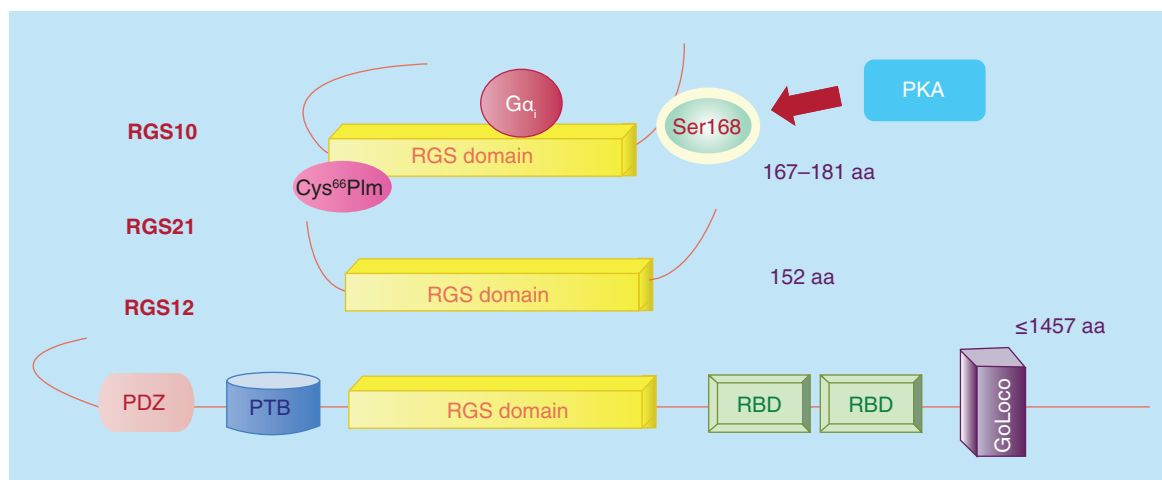 PKA
Gαᵢ
Ser168
RGS10
RGS domain
167–181 aa
Cys⁶⁶Plm
RGS21
152 aa
RGS domain
RGS12
≤1457 aa
PDZ
PTB
RGS domain
RBD
RBD
GoLoco